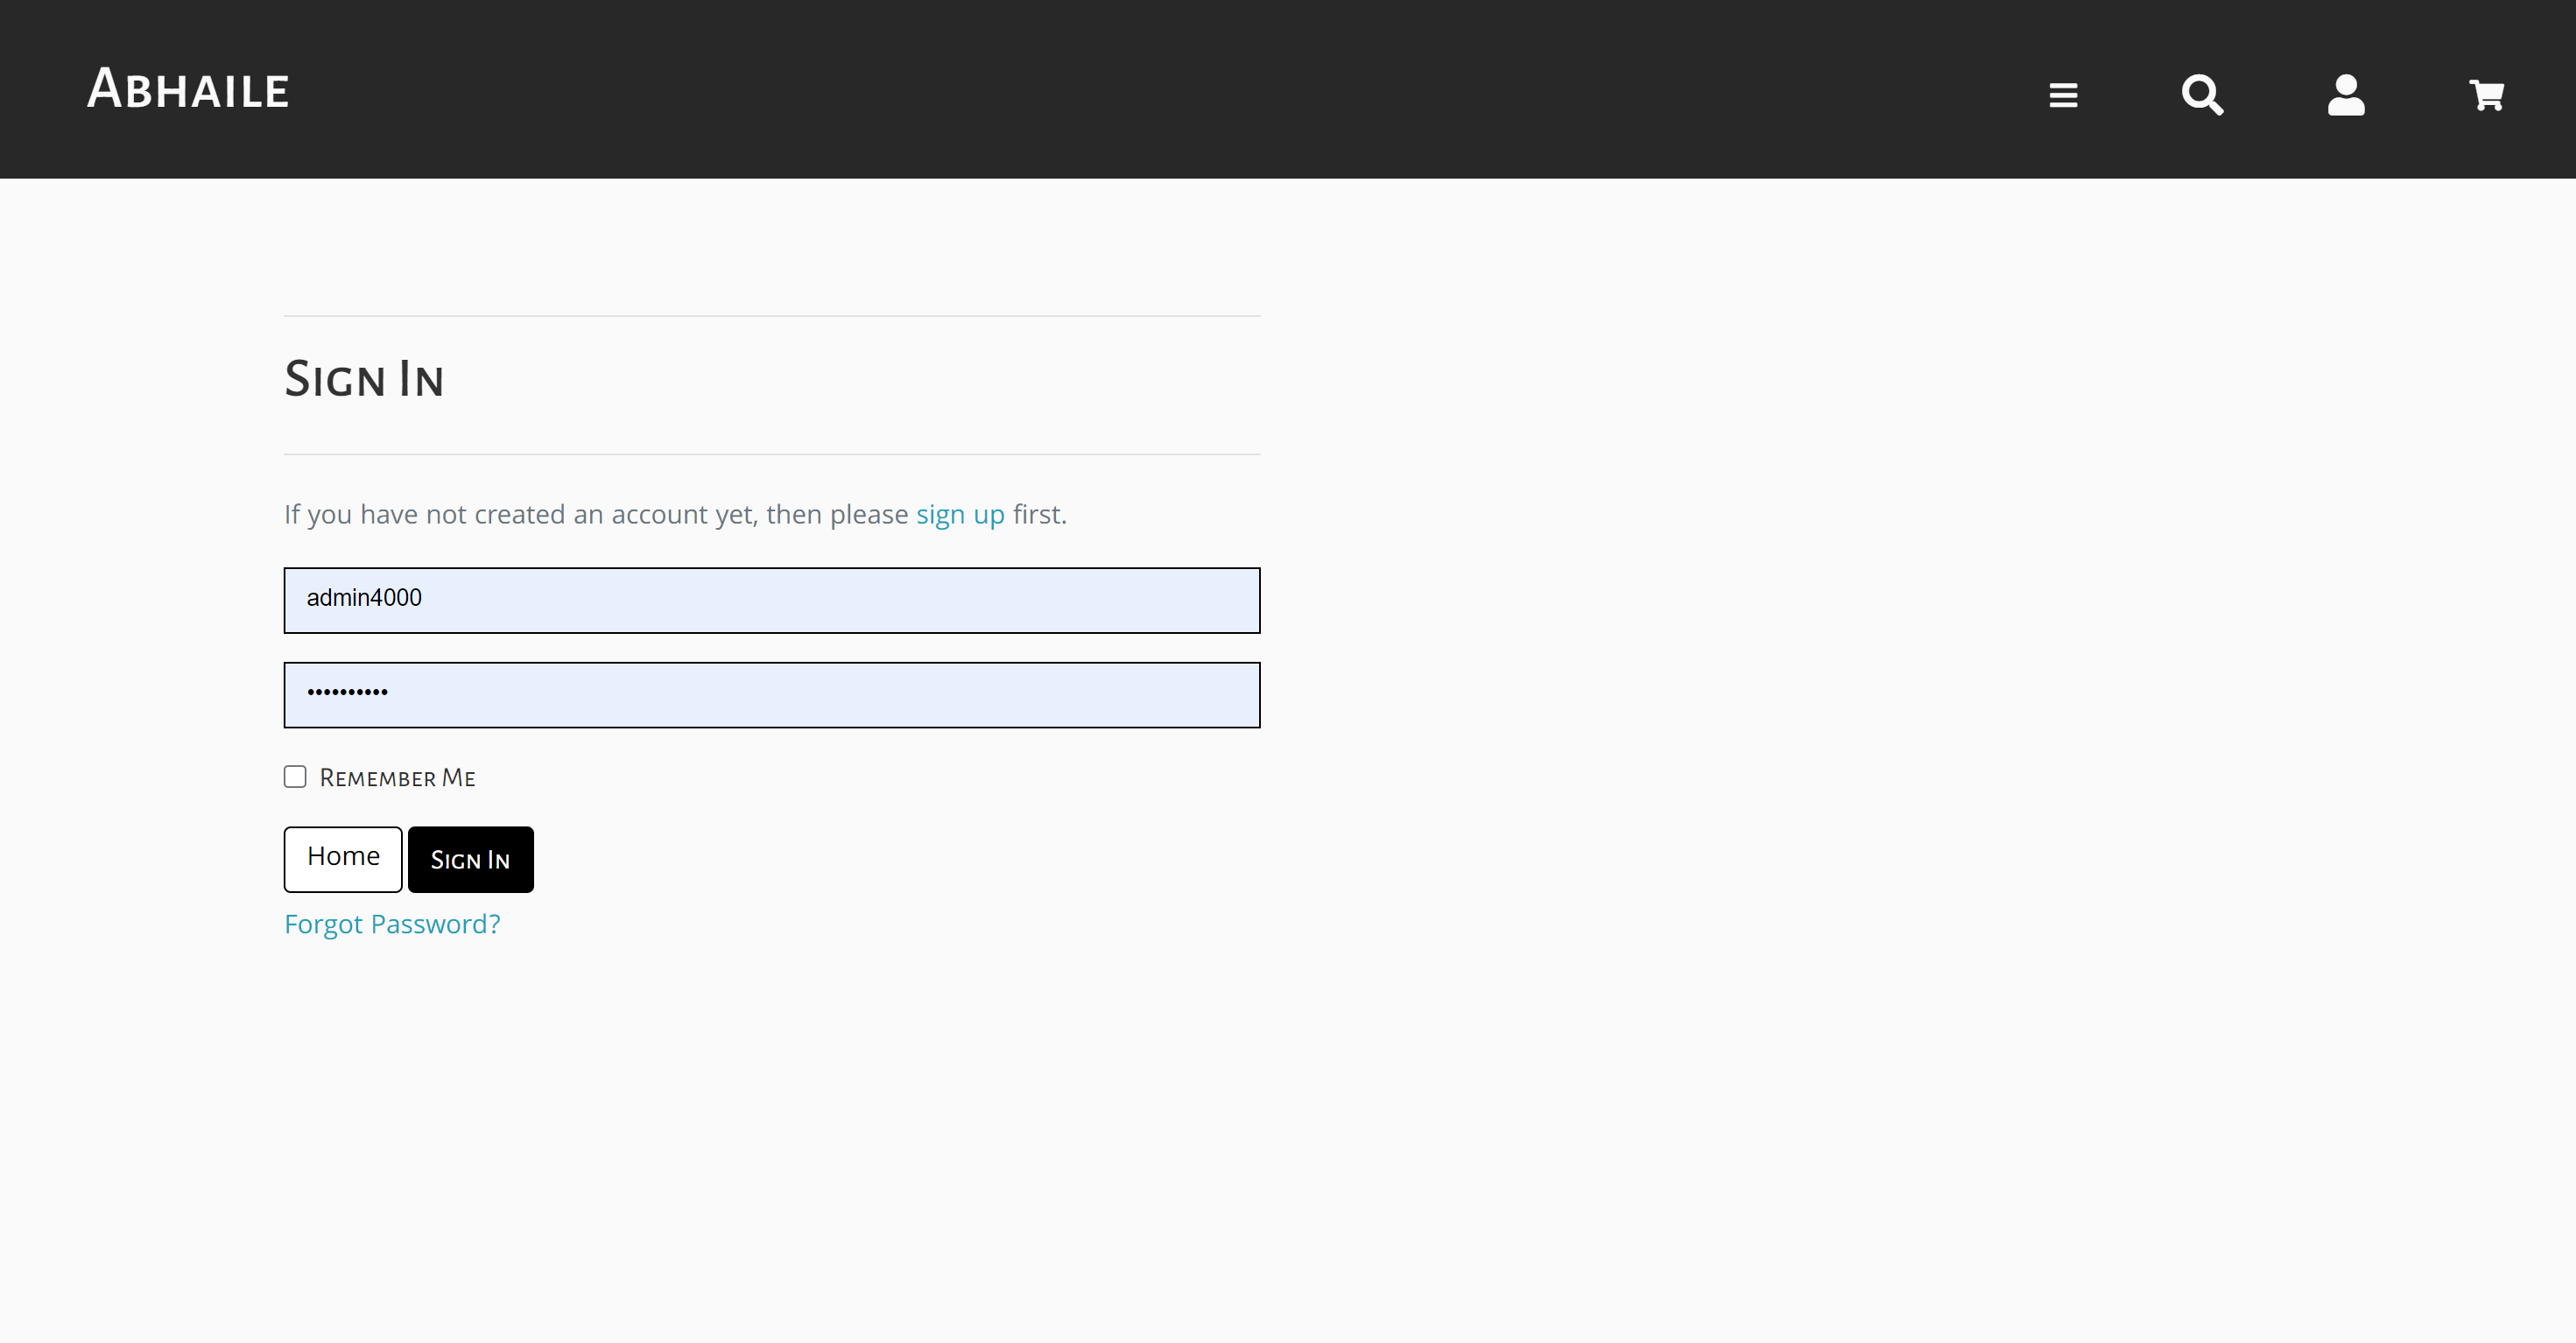 Abhaile
Sign In
If you have not created an account yet, then please sign up first.
admin4000
••••••••••
Remember Me
Home
Sign In
Forgot Password?